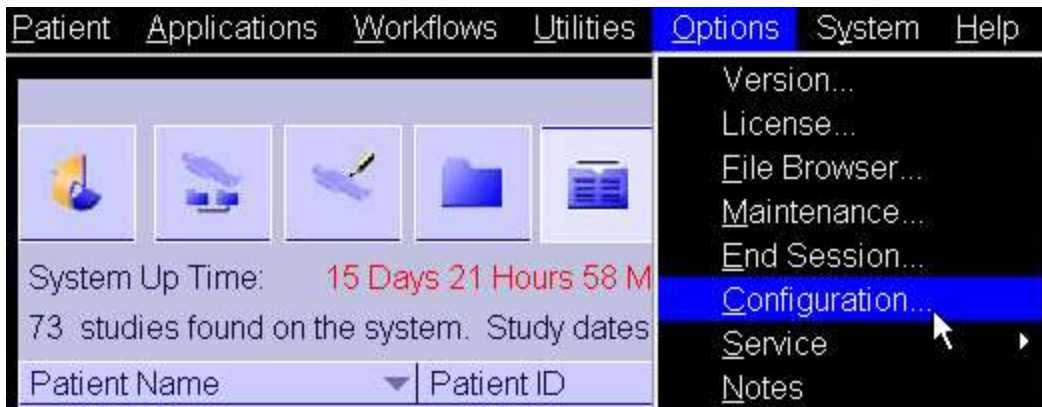 Patient Applications Workflows Utilities Options System Help
Version...
License...
File Browser...
Maintenance...
End Session...
Configuration...
Service
Notes
System Up Time: 15 Days 21 Hours 58 M
73 studies found on the system. Study dates
Patient Name Patient ID